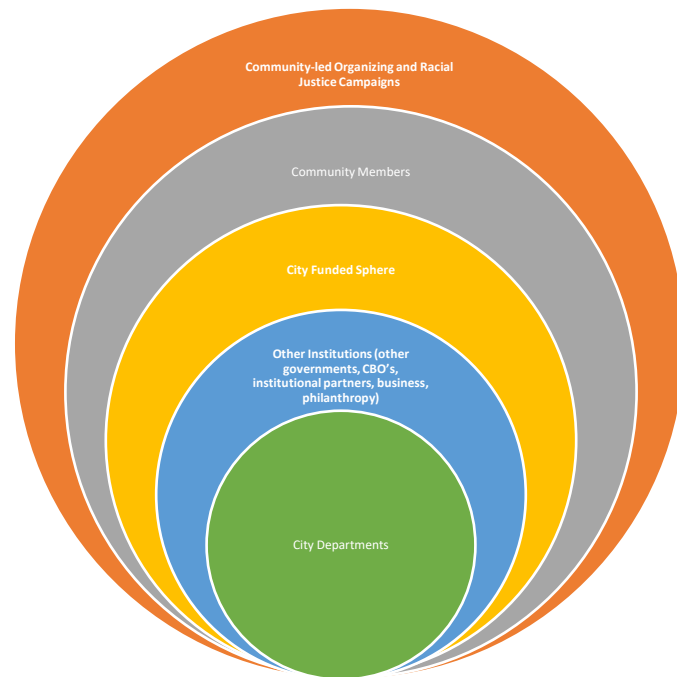 Community-led Organizing and Racial
Justice Campaigns
Community Members
City Funded Sphere
Other Institutions (other
governments, CBO's,
institutional partners, business,
philanthropy)
City Departments